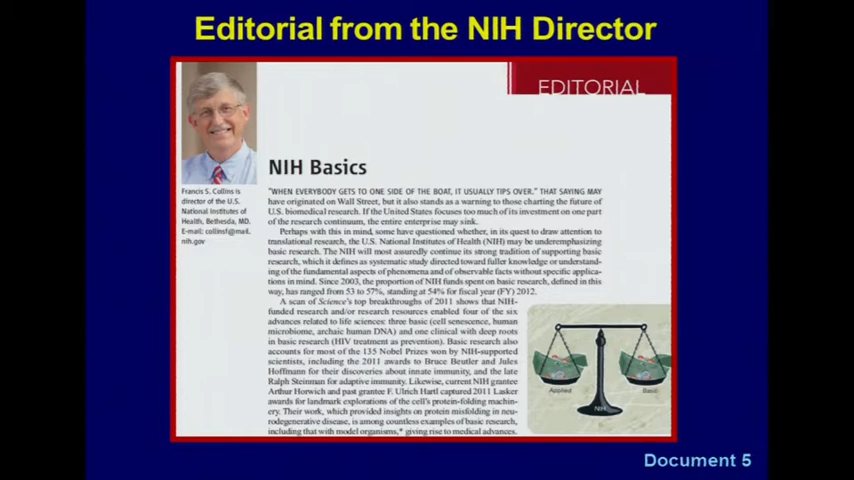 Editorial from the NIH Director
EDITORIAL
Francis S. Collins is
director of the U.S.
National Institutes of
Health, Bethesda, MD.
E-mail: collinsf@mail.
nih.gov
NIH Basics
"WHEN EVERYBODY GETS TO ONE SIDE OF THE BOAT, IT USUALLY TIPS OVER." THAT SAYING MAY
have originated on Wall Street, but it also stands as a warning to those charting the future of
U.S. biomedical research. If the United States focuses too much of its investment on one part
of the research continuum, the entire enterprise may sink.
Perhaps with this in mind, some have questioned whether, in its quest to draw attention to
translational research, the U.S. National Institutes of Health (NIH) may be underemphasizing
basic research. The NIH will most assuredly continue its strong tradition of supporting basic
research, which it defines as systematic study directed toward fuller knowledge or understand-
ing of the fundamental aspects of phenomena and of observable facts without specific applica-
tions in mind. Since 2003, the proportion of NIH funds spent on basic research, defined in this
way, has ranged from 53 to 57%, standing at 54% for fiscal year (FY) 2012.
A scan of Science's top breakthroughs of 2011 shows that NIH-
funded research and/or research resources enabled four of the six
advances related to life sciences: three basic (cell senescence, human
microbiome, archaic human DNA) and one clinical with deep roots
in basic research (HIV treatment as prevention). Basic research also
accounts for most of the 135 Nobel Prizes won by NIH-supported
scientists, including the 2011 awards to Bruce Beutler and Jules
Hoffmann for their discoveries about innate immunity, and the late
Ralph Steinman for adaptive immunity. Likewise, current NIH grantee
Arthur Horwich and past grantee F. Ulrich Hartl captured 2011 Lasker
awards for landmark explorations of the cell's protein-folding machin-
ery. Their work, which provided insights on protein misfolding in neu-
rodegenerative disease, is among countless examples of basic research,
including that with model organisms,* giving rise to medical advances.
Applied
Basic
NIH
Document 5